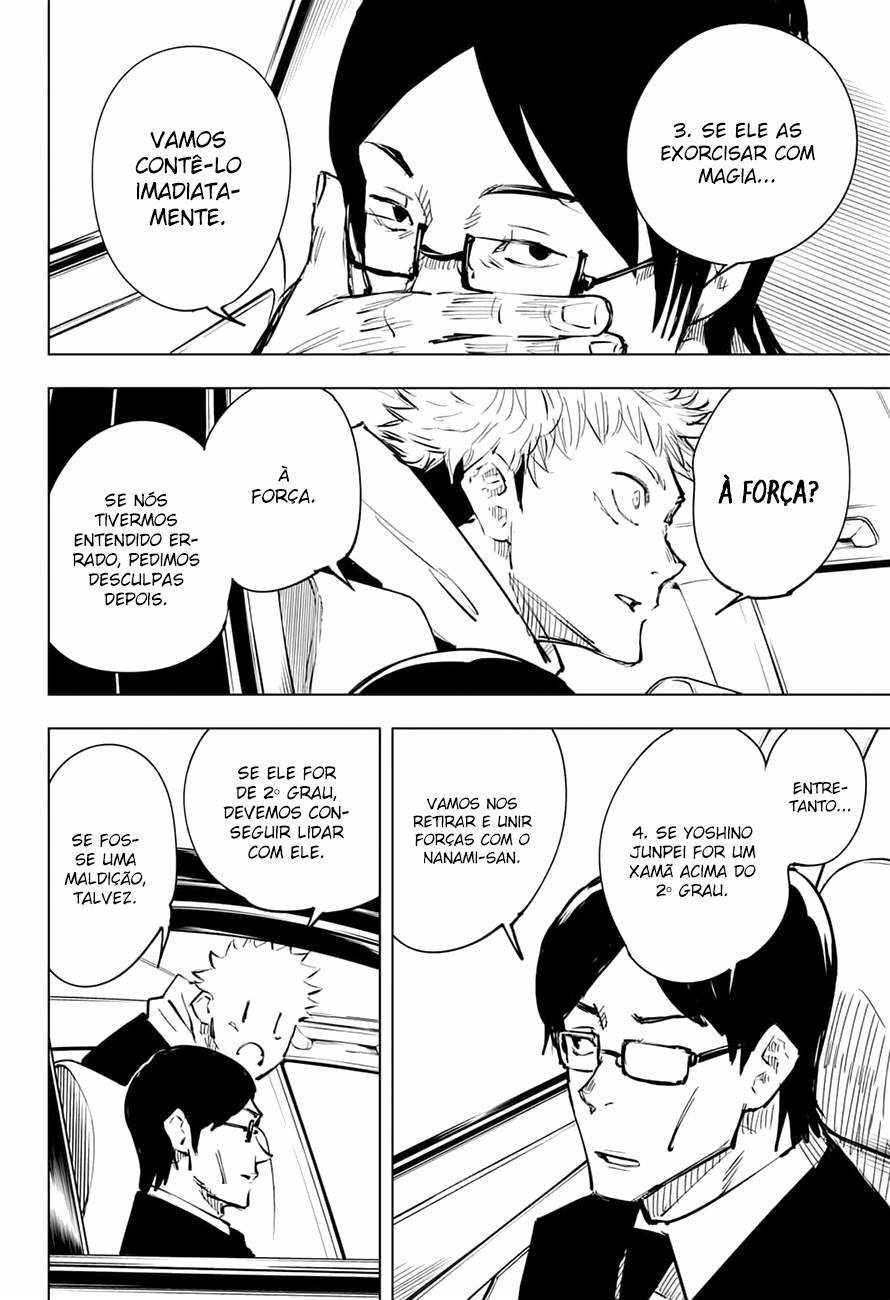 3. SE ELE AS
EXORCISAR COM
MAGIA...
VAMOS
CONTÊ-LO
IMADIATA-
MENTE.
À FORÇA?
À
FORÇA.
SE NÓS
TIVERMOS
ENTENDIDO ER-
RADO, PEDIMOS
DESCULPAS
DEPOIS.
ENTRE-
TANTO...
4. SE YOSHINO
JUNPEI FOR UM
XAMÃ ACIMA DO
2º GRAU.
VAMOS NOS
RETIRAR E UNIR
FORÇAS COM O
NANAMI-SAN.
SE ELE FOR
DE 2º GRAU,
DEVEMOS CON-
SEGUIR LIDAR
COM ELE.
SE FOS-
SE UMA
MALDIÇÃO,
TALVEZ.